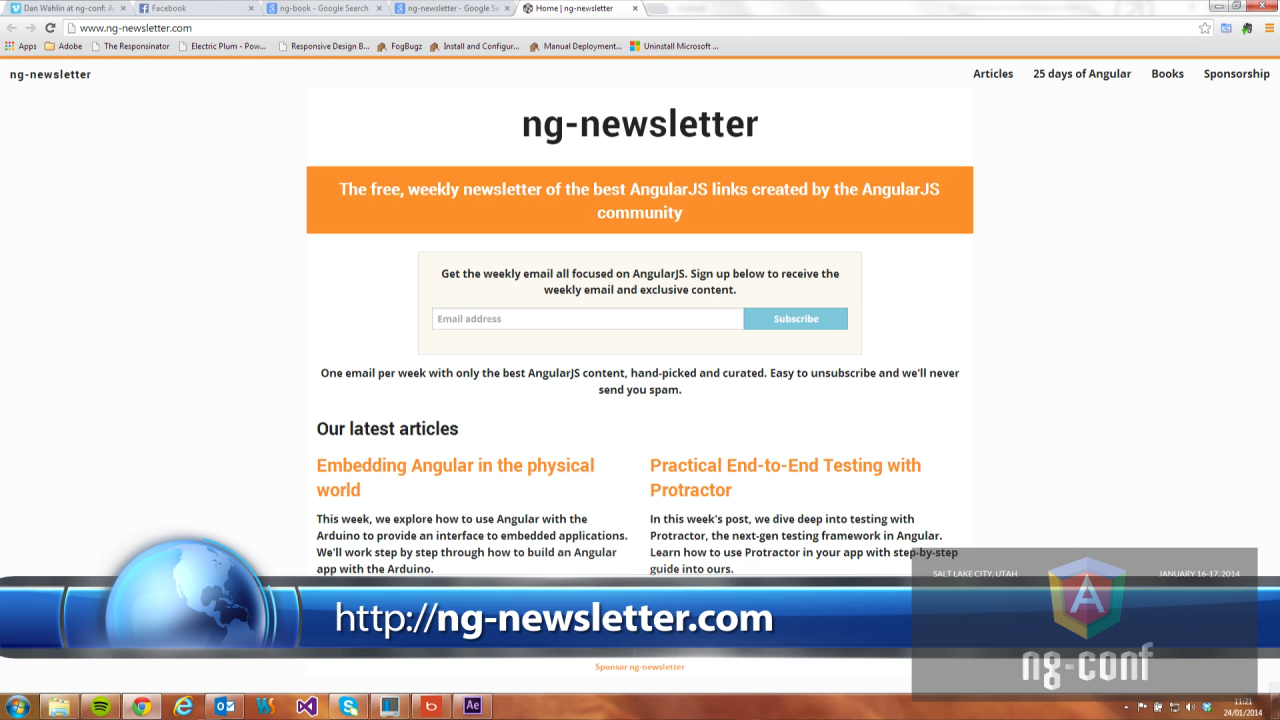 Dan Wahlin at ng-conf: An
Facebook
ng-book - Google Search
ng-newsletter - Google Se
Home | ng-newsletter
www.ng-newsletter.com
Apps
Adobe
The Responsinator
Electric Plum - Pow...
Responsive Design B...
FogBugz
Install and Configur...
Manual Deployment...
Uninstall Microsoft ...
ng-newsletter
Articles
25 days of Angular
Books
Sponsorship
ng-newsletter
The free, weekly newsletter of the best AngularJS links created by the AngularJS
community
Get the weekly email all focused on AngularJS. Sign up below to receive the
weekly email and exclusive content.
Email address
Subscribe
One email per week with only the best AngularJS content, hand-picked and curated. Easy to unsubscribe and we'll never
send you spam.
Our latest articles
Embedding Angular in the physical
world
This week, we explore how to use Angular with the
Arduino to provide an interface to embedded applications.
We'll work step by step through how to build an Angular
app with the Arduino.
Practical End-to-End Testing with
Protractor
In this week's post, we dive deep into testing with
Protractor, the next-gen testing framework in Angular.
Learn how to use Protractor in your app with step-by-step
guide into ours.
SALT LAKE CITY, UTAH
JANUARY 16-17, 2014
A
ng-conf
http://ng-newsletter.com
Sponsor ng-newsletter
Ae
11:21
24/01/2014